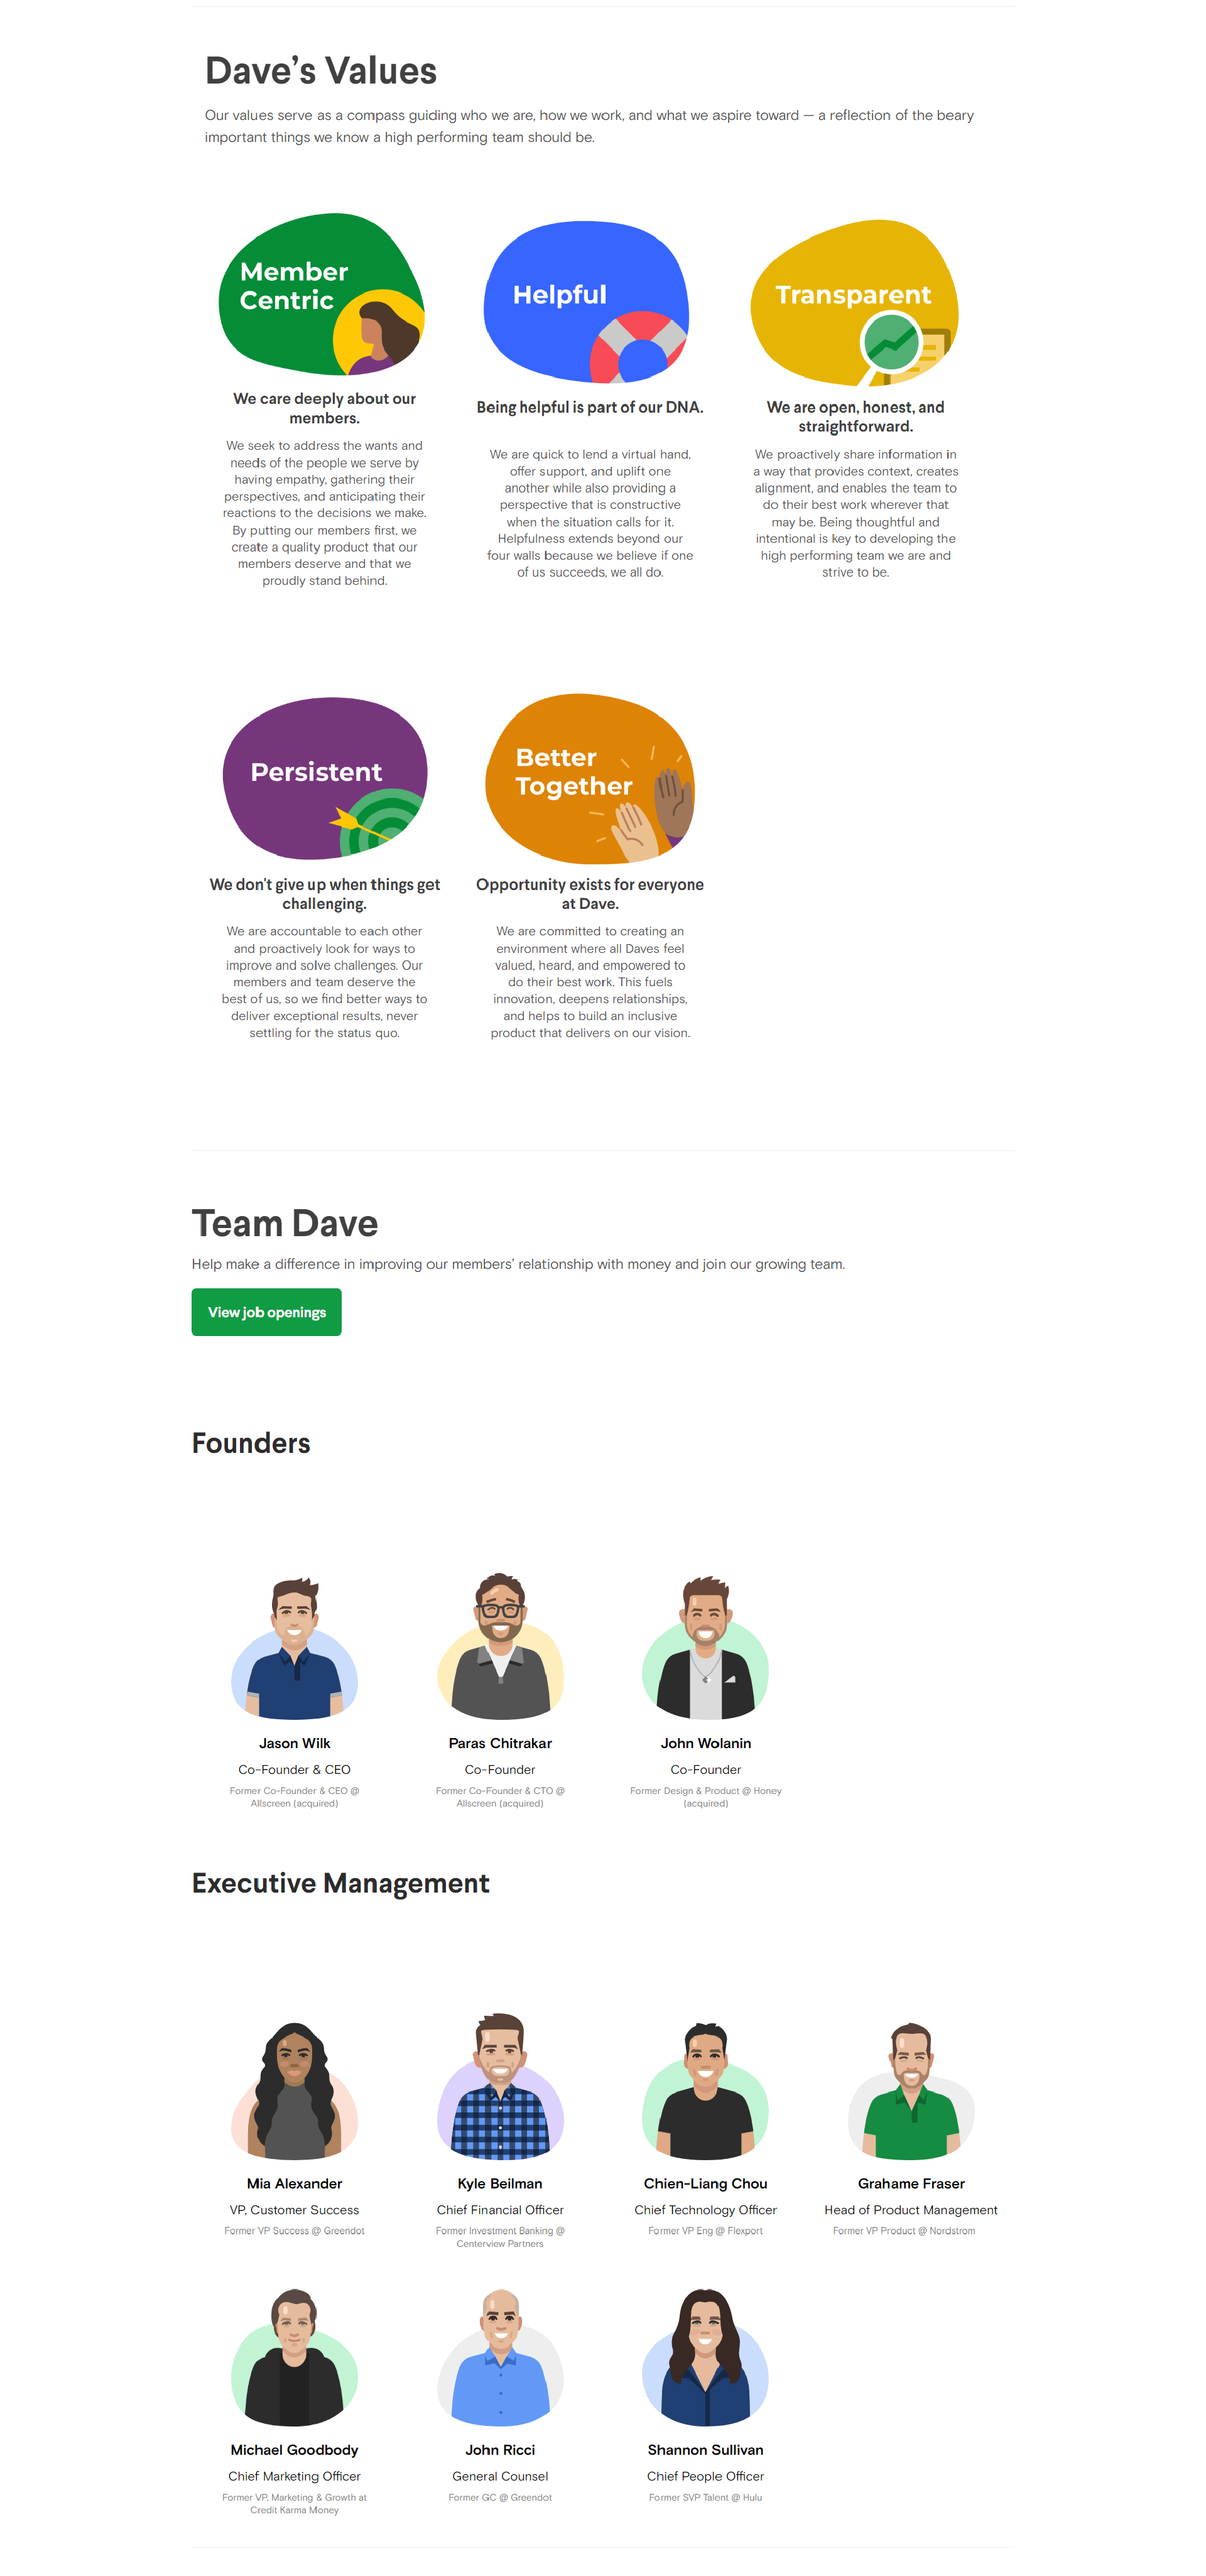 Dave’s Values
Our values serve as a compass guiding who we are, how we work, and what we aspire toward — a reflection of the beary
important things we know a high performing team should be.
Member
Centric
We care deeply about our
members.
We seek to address the wants and
needs of the people we serve by
having empathy, gathering their
perspectives, and anticipating their
reactions to the decisions we make.
By putting our members first, we
create a quality product that our
members deserve and that we
proudly stand behind.
Helpful
Being helpful is part of our DNA.
We are quick to lend a virtual hand,
offer support, and uplift one
another while also providing a
perspective that is constructive
when the situation calls for it.
Helpfulness extends beyond our
four walls because we believe if one
of us succeeds, we all do.
Transparent
We are open, honest, and
straightforward.
We proactively share information in
a way that provides context, creates
alignment, and enables the team to
do their best work wherever that
may be. Being thoughtful and
intentional is key to developing the
high performing team we are and
strive to be.
Persistent
We don't give up when things get
challenging.
We are accountable to each other
and proactively look for ways to
improve and solve challenges. Our
members and team deserve the
best of us, so we find better ways to
deliver exceptional results, never
settling for the status quo.
Better
Together
Opportunity exists for everyone
at Dave.
We are committed to creating an
environment where all Daves feel
valued, heard, and empowered to
do their best work. This fuels
innovation, deepens relationships,
and helps to build an inclusive
product that delivers on our vision.
Team Dave
Help make a difference in improving our members’ relationship with money and join our growing team.
View job openings
Founders
Jason Wilk
Co-Founder & CEO
Former Co-Founder & CEO @
Allscreen (acquired)
Paras Chitrakar
Co-Founder
Former Co-Founder & CTO @
Allscreen (acquired)
John Wolanin
Co-Founder
Former Design & Product @ Honey
(acquired)
Executive Management
Mia Alexander
VP, Customer Success
Former VP Success @ Greendot
Kyle Beilman
Chief Financial Officer
Former Investment Banking @
Centerview Partners
Chien-Liang Chou
Chief Technology Officer
Former VP Eng @ Flexport
Grahame Fraser
Head of Product Management
Former VP Product @ Nordstrom
Michael Goodbody
Chief Marketing Officer
Former VP, Marketing & Growth at
Credit Karma Money
John Ricci
General Counsel
Former GC @ Greendot
Shannon Sullivan
Chief People Officer
Former SVP Talent @ Hulu